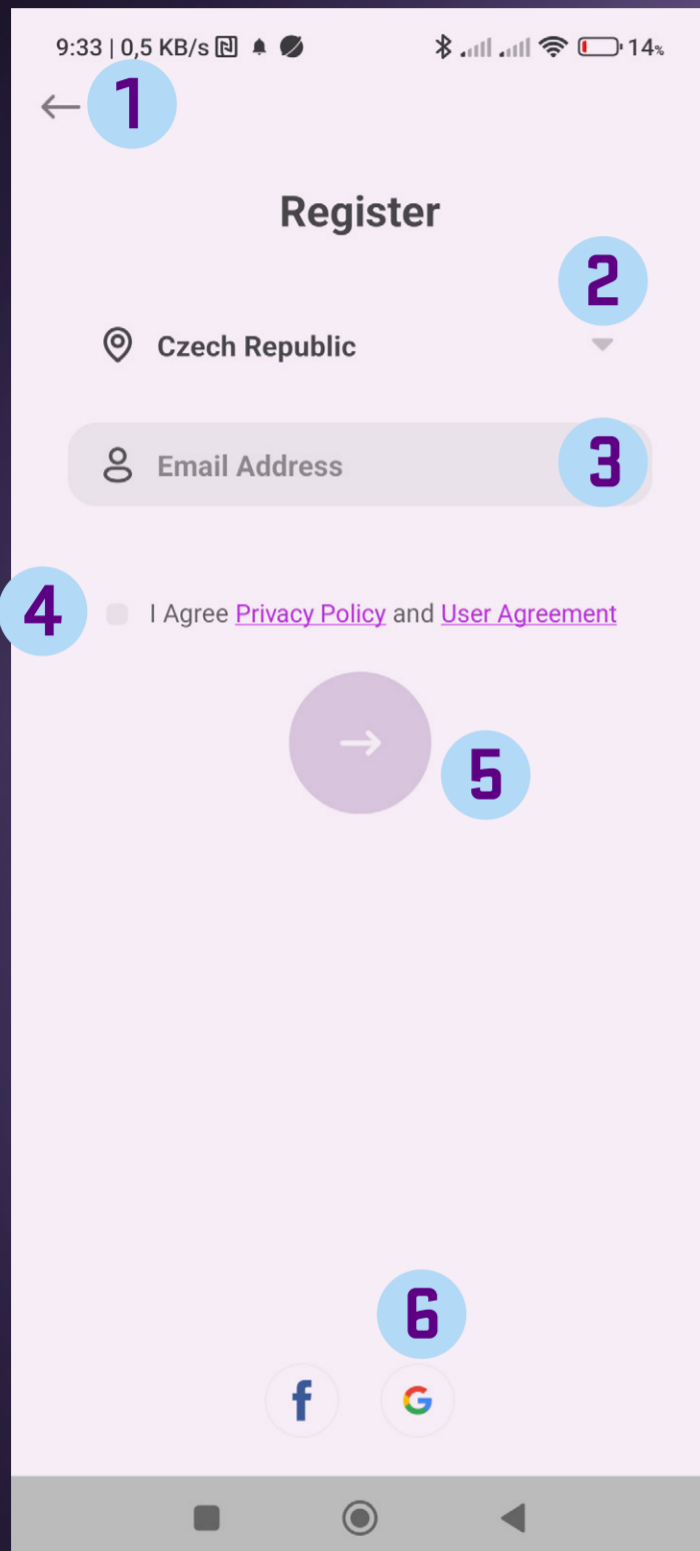 9:33 | 0,5 KB/s 14%
1
Register
2
Czech Republic
Email Address 3
4 I Agree Privacy Policy and User Agreement
5
6
f G